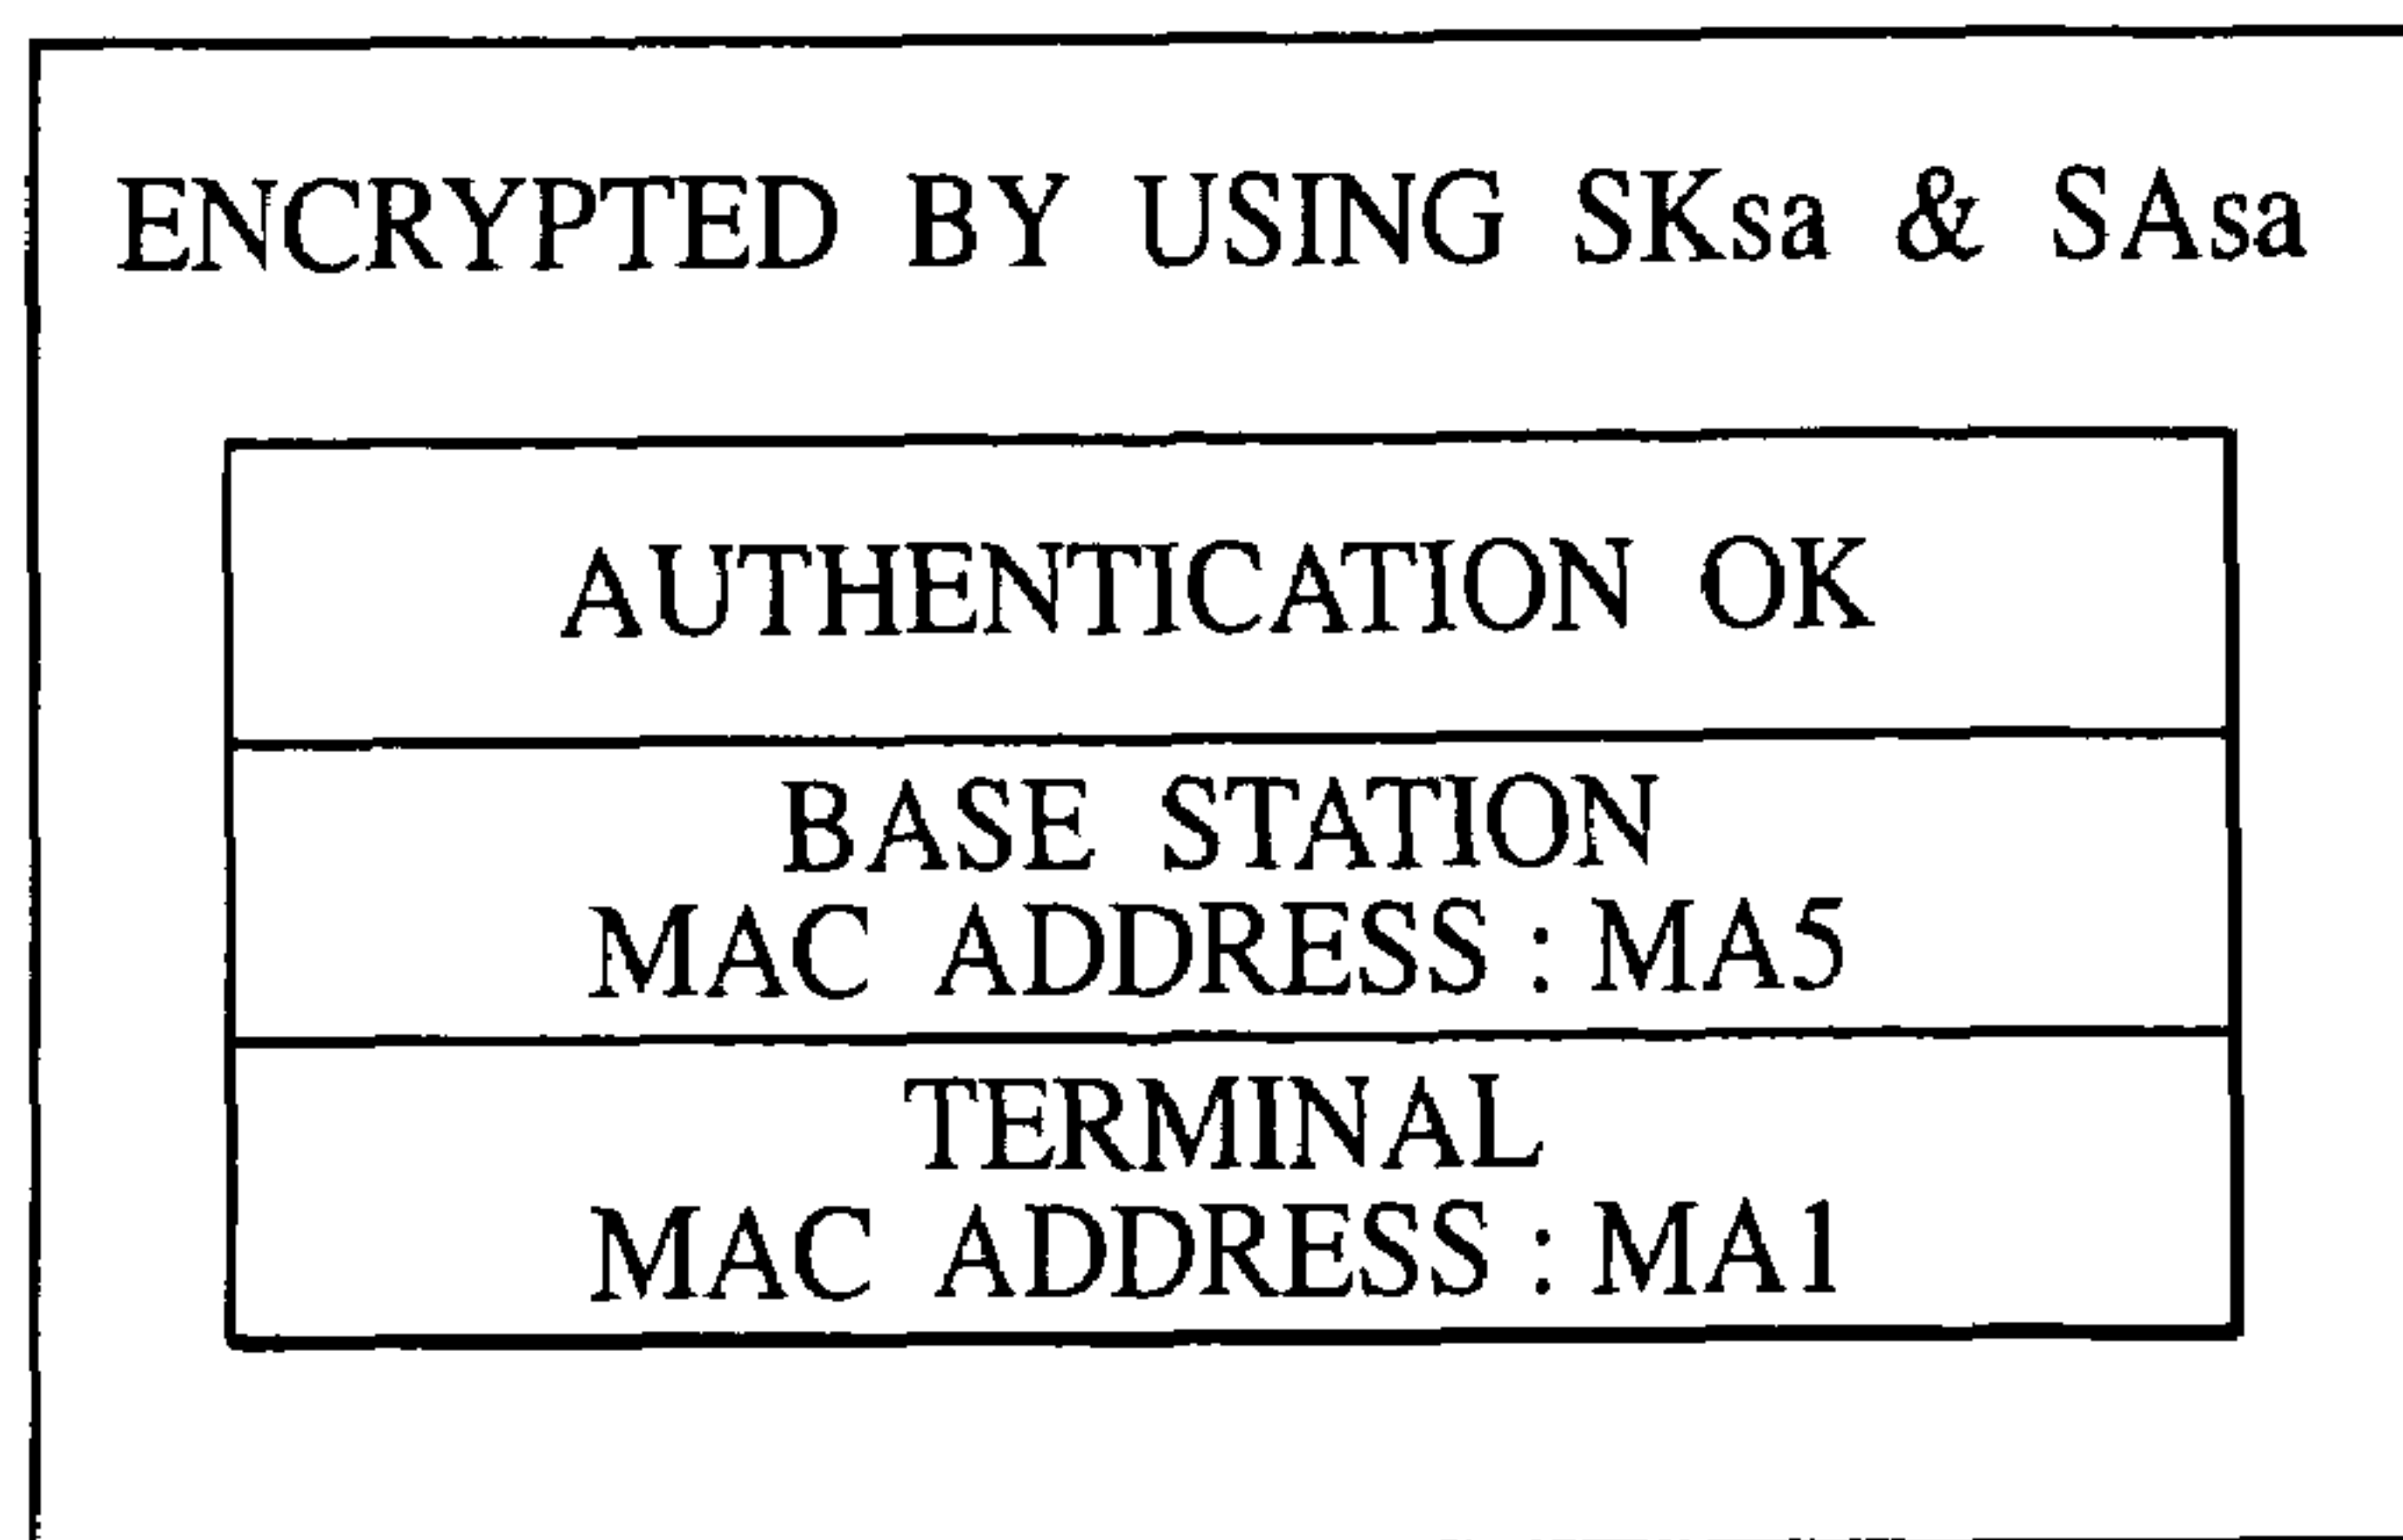 ENCRYPTED BY USING SKsa & SAsa
AUTHENTICATION OK
BASE STATION
MAC ADDRESS : MA5
TERMINAL
MAC ADDRESS : MA1